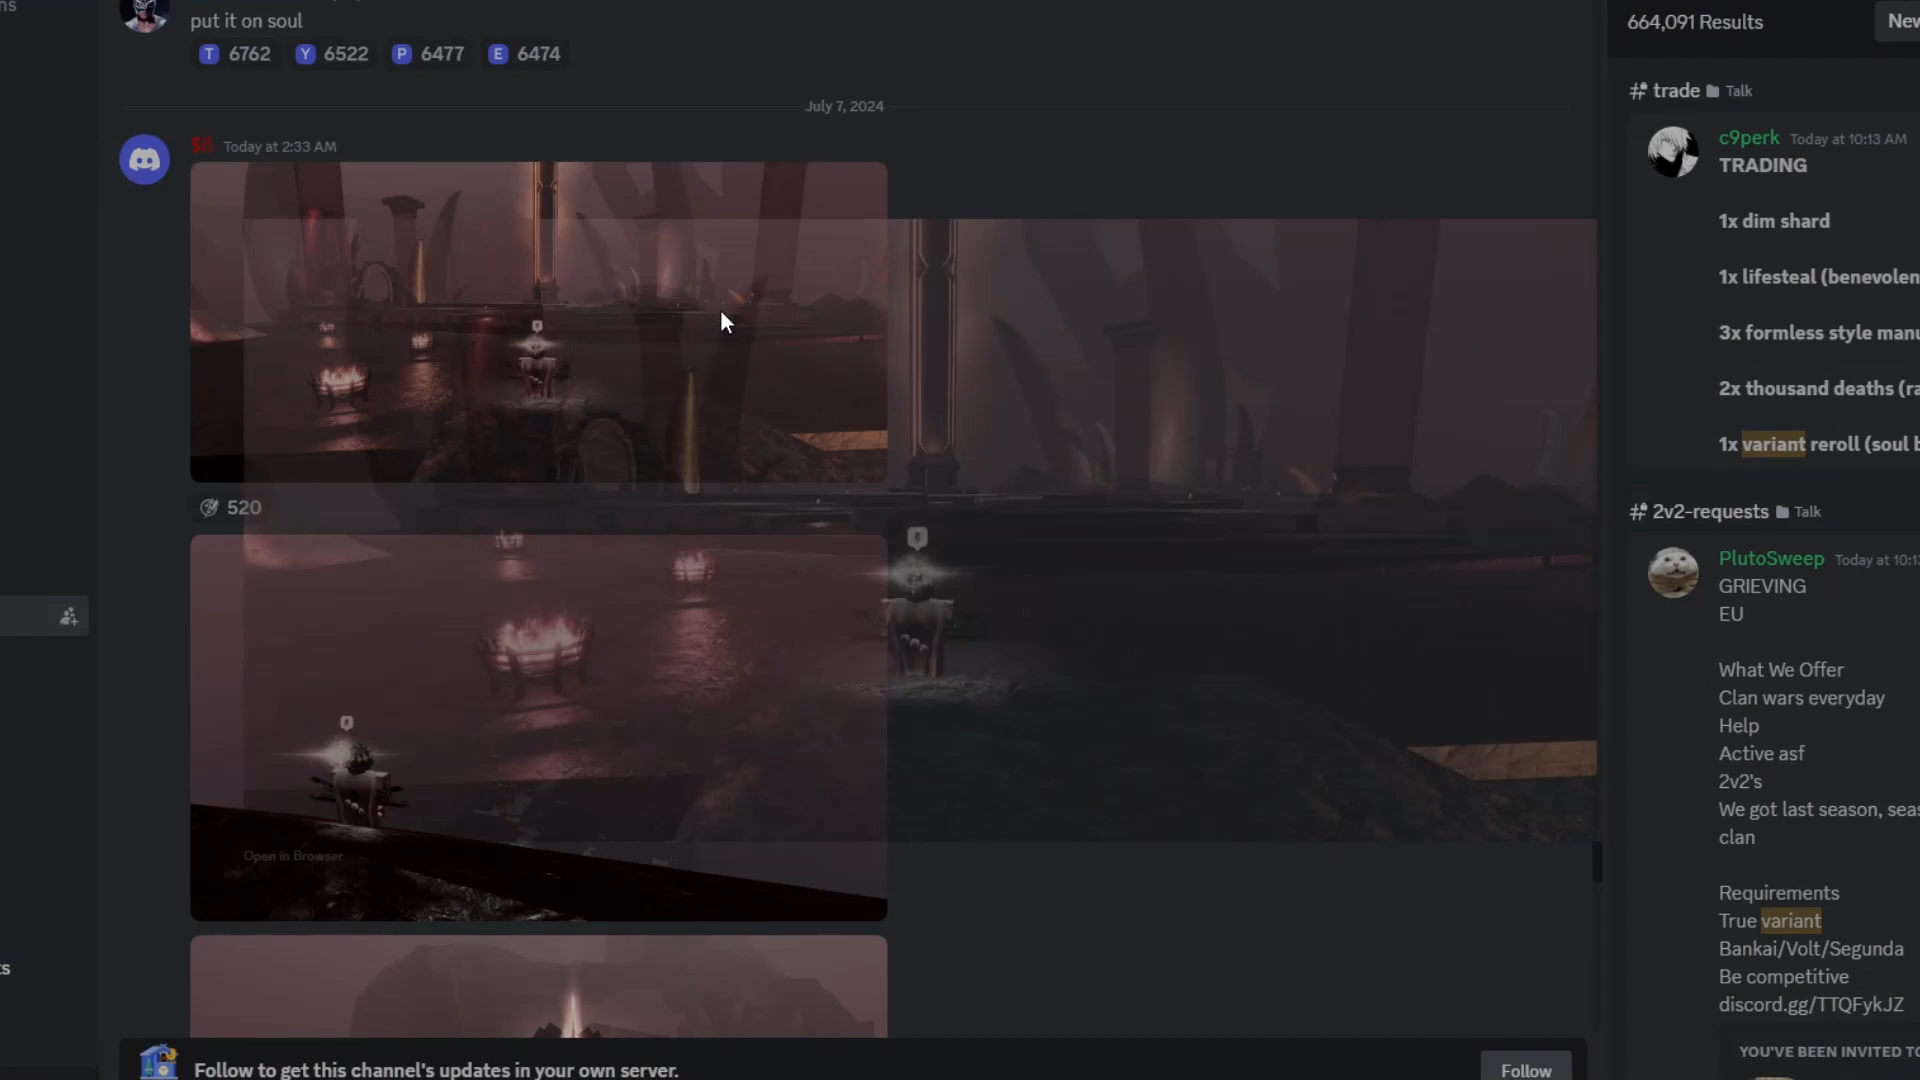 put it on soul
T 6762 Y 6522 P 6477 E 6474
July 7, 2024
Today at 2:33 AM
520
Open in Browser
Follow to get this channel's updates in your own server.
Follow
664,091 Results
New
trade Talk
c9perk Today at 10:13 AM
TRADING
1x dim shard
1x lifesteal (benevolen
3x formless style manu
2x thousand deaths (ra
1x variant reroll (soul b
2v2-requests Talk
PlutoSweep Today at 10:13
GRIEVING
EU
What We Offer
Clan wars everyday
Help
Active asf
2v2's
We got last season, seas
clan
Requirements
True variant
Bankai/Volt/Segunda
Be competitive
discord.gg/TTQFykJZ
YOU'VE BEEN INVITED TO